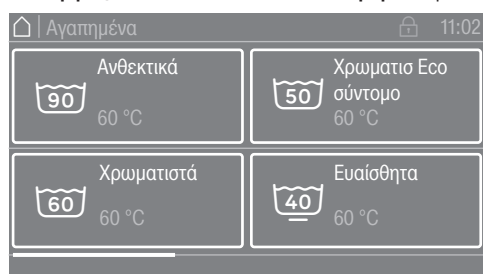 Αγαπημένα 11:02
Ανθεκτικά
90
60 °C
Χρωματισ Eco
σύντομο
50
60 °C
Χρωματιστά
60
60 °C
Ευαίσθητα
40
60 °C